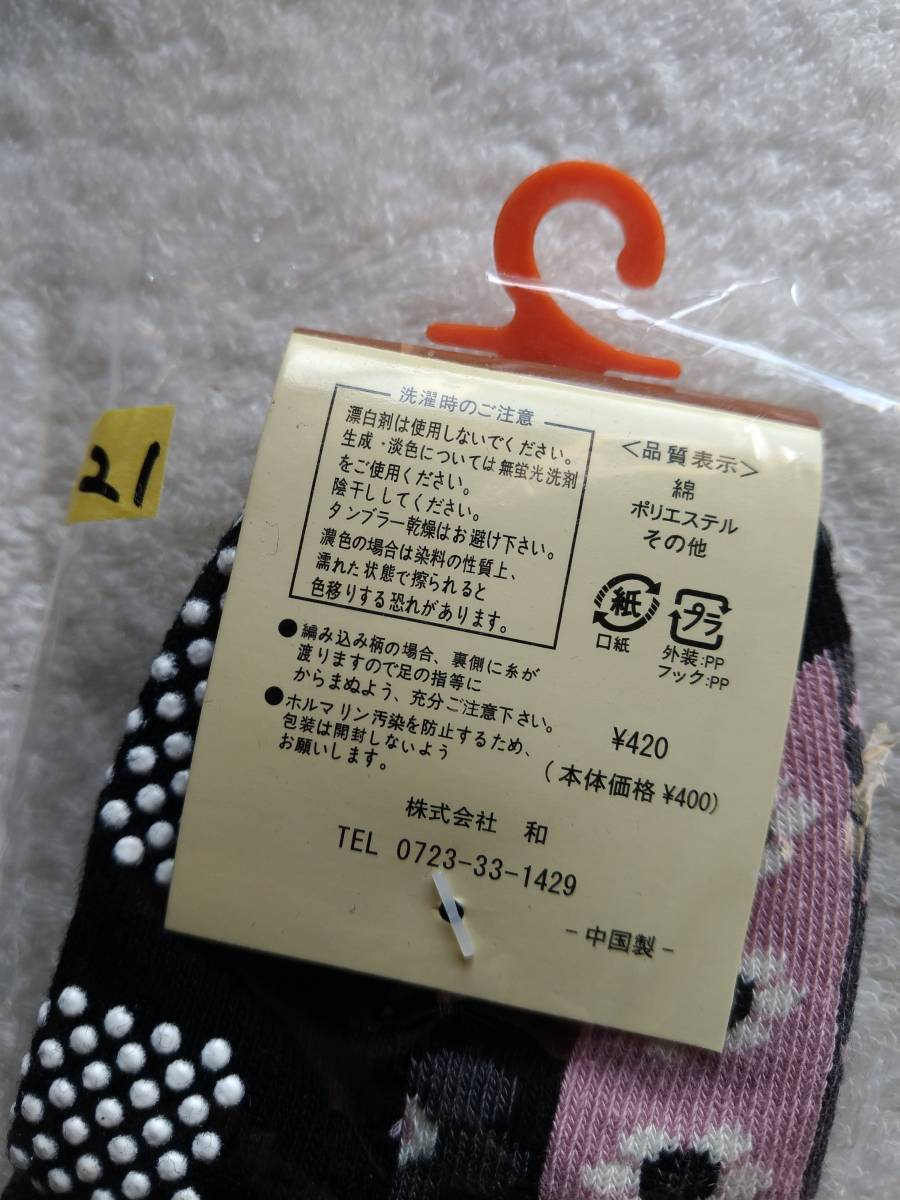 21
洗濯時のご注意
漂白剤は使用しないでください。
生成・淡色については無蛍光洗剤
をご使用ください。
陰干ししてください。
タンブラー乾燥はお避け下さい。
濃色の場合は染料の性質上、
濡れた状態で擦られると
色移りする恐れがあります。
●編み込み柄の場合、裏側に糸が
渡りますので足の指等に
からまぬよう、充分ご注意下さい。
●ホルマリン汚染を防止するため、
包装は開封しないよう
お願いします。
<品質表示>
綿
ポリエステル
その他
紙
口紙
プラ
外装:PP
フック:PP
¥420
(本体価格 ¥400)
株式会社 和
TEL 0723-33-1429
-中国製-